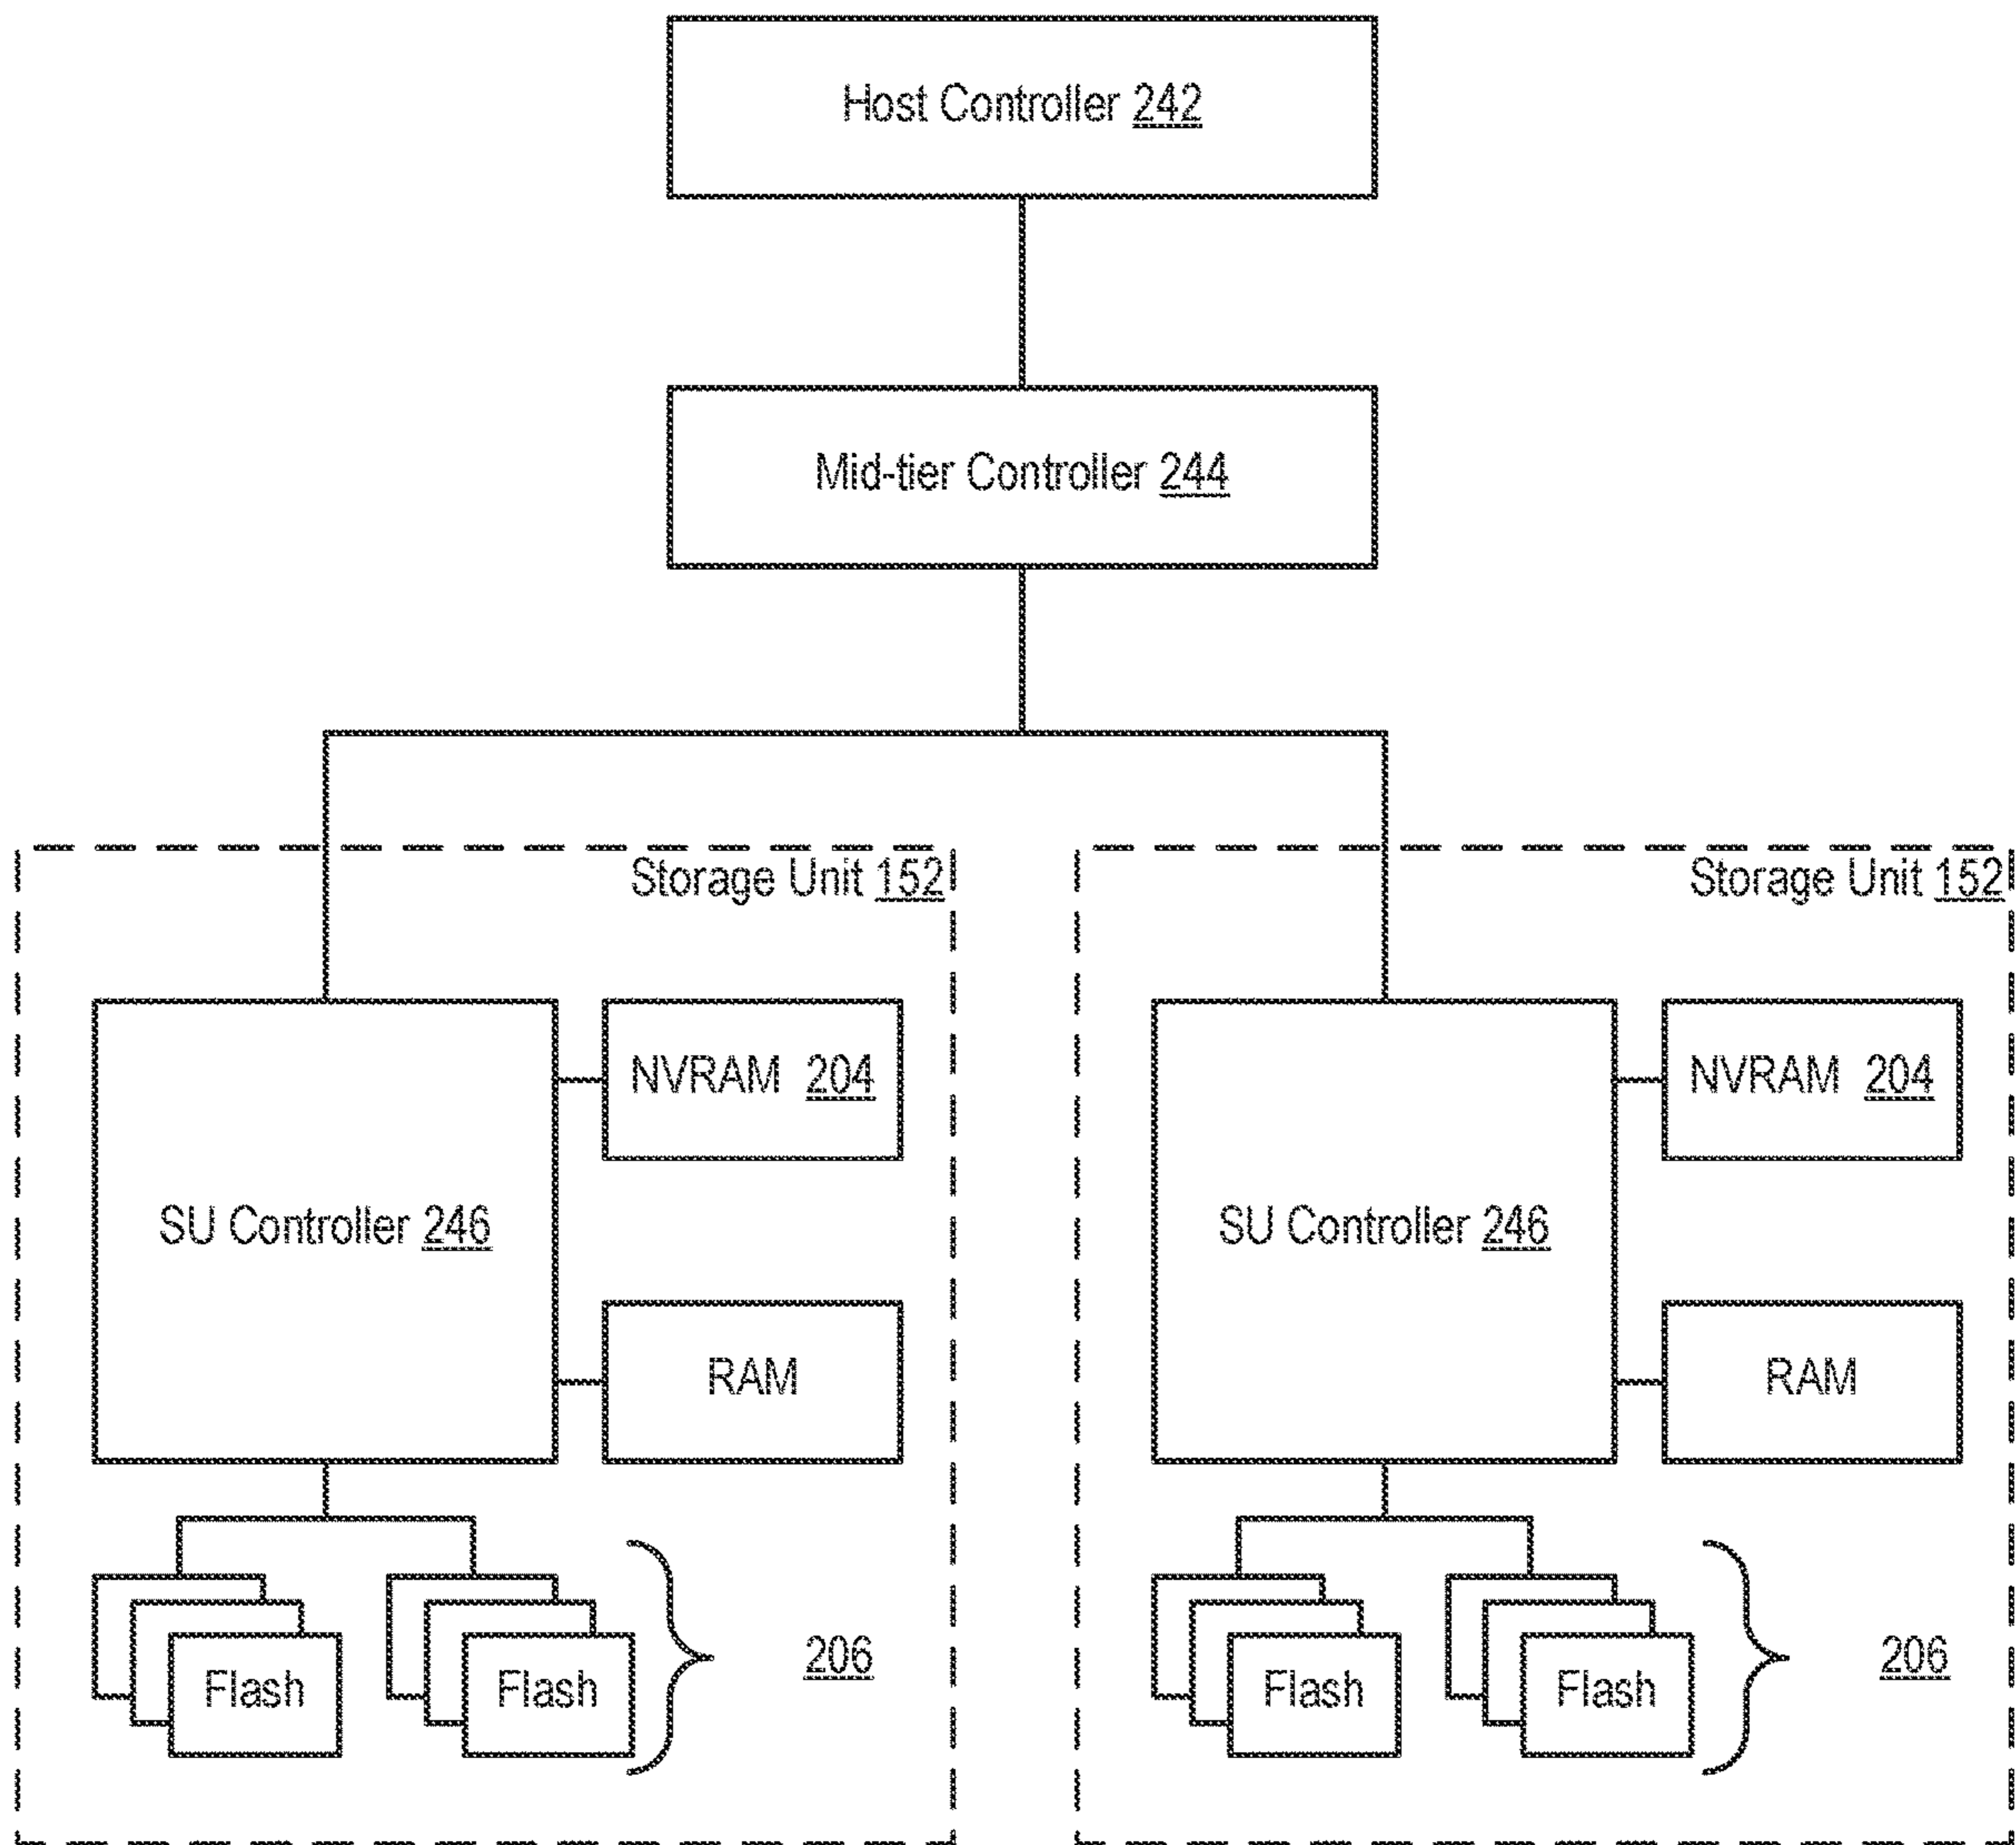 Host Controller 242
Mid-tier Controller 244
Storage Unit 152
Storage Unit 152
NVRAM 204
NVRAM 204
SU Controller 246
SU Controller 246
RAM
RAM
Flash
Flash
206
Flash
Flash
206